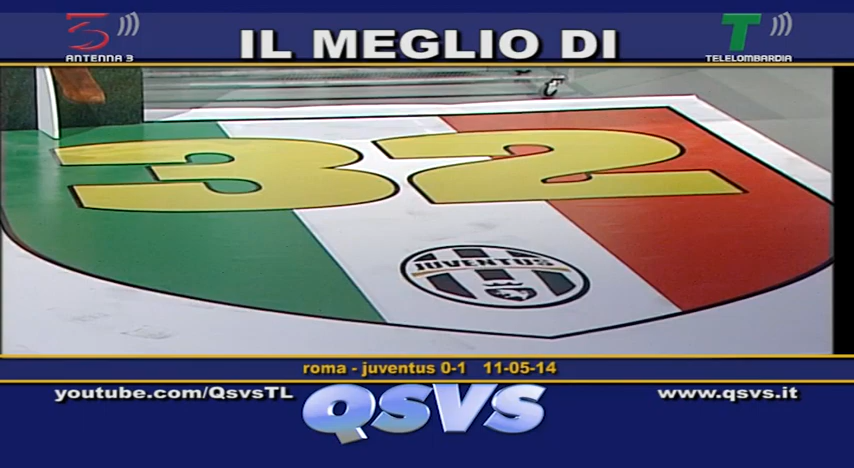 3
ANTENNA 3
IL MEGLIO DI
T
TELELOMBARDIA
32
JUVENTUS
roma - juventus 0-1 11-05-14
youtube.com/QsvsTL
QSVS
www.qsvs.it